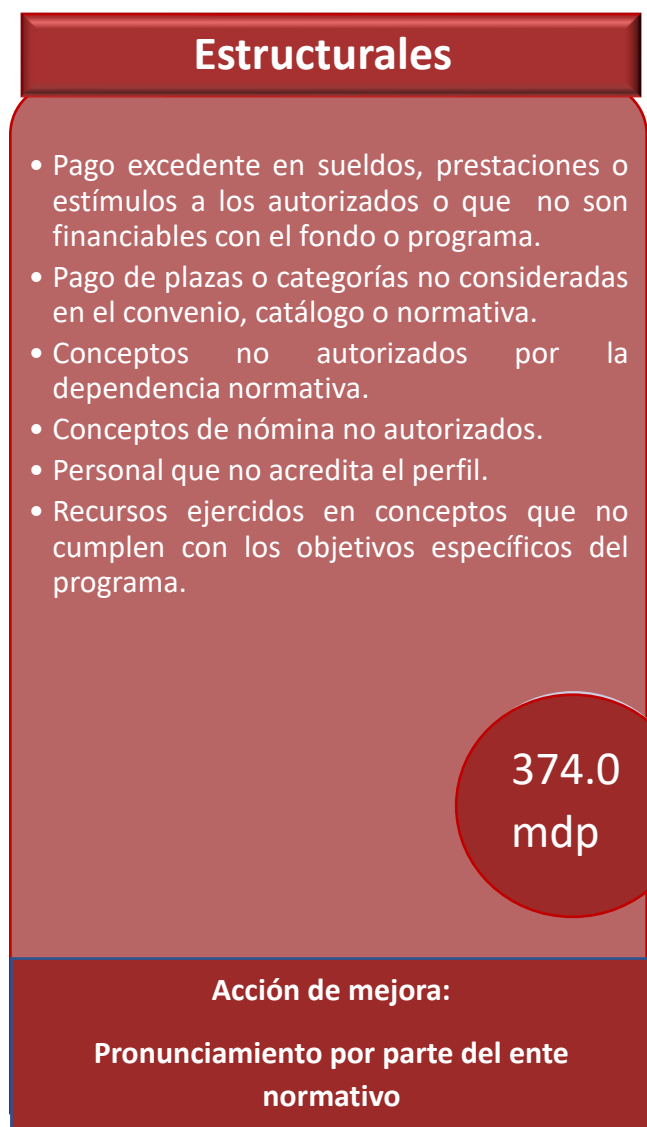 Estructurales
• Pago excedente en sueldos, prestaciones o
estímulos a los autorizados o que no son
financiables con el fondo o programa.
• Pago de plazas o categorías no consideradas
en el convenio, catálogo o normativa.
• Conceptos no autorizados por la
dependencia normativa.
• Conceptos de nómina no autorizados.
• Personal que no acredita el perfil.
• Recursos ejercidos en conceptos que no
cumplen con los objetivos específicos del
programa.
374.0
mdp
Acción de mejora:
Pronunciamiento por parte del ente
normativo